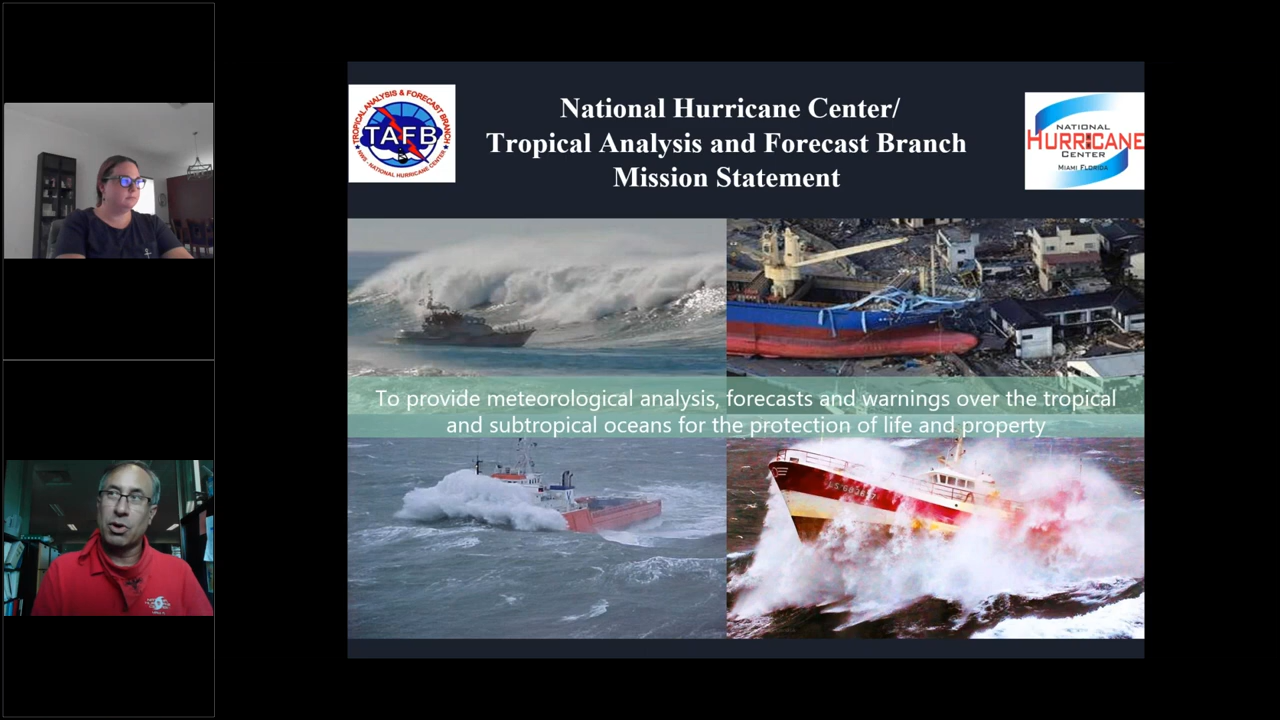 National Hurricane Center/
Tropical Analysis and Forecast Branch
Mission Statement
TROPICAL ANALYSIS & FORECAST BRANCH
TAFB
NWS - NATIONAL HURRICANE CENTER
NATIONAL
HURRICANE
CENTER
MIAMI FLORIDA
To provide meteorological analysis, forecasts and warnings over the tropical
and subtropical oceans for the protection of life and property